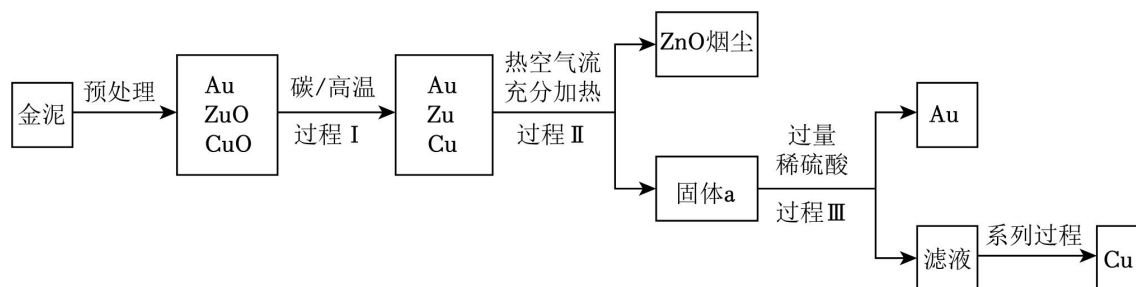 金泥
预处理
Au
ZuO
CuO
碳/高温
过程Ⅰ
Au
Zu
Cu
热空气流
充分加热
过程Ⅱ
ZnO烟尘
固体a
过量
稀硫酸
过程Ⅲ
Au
滤液
系列过程
Cu